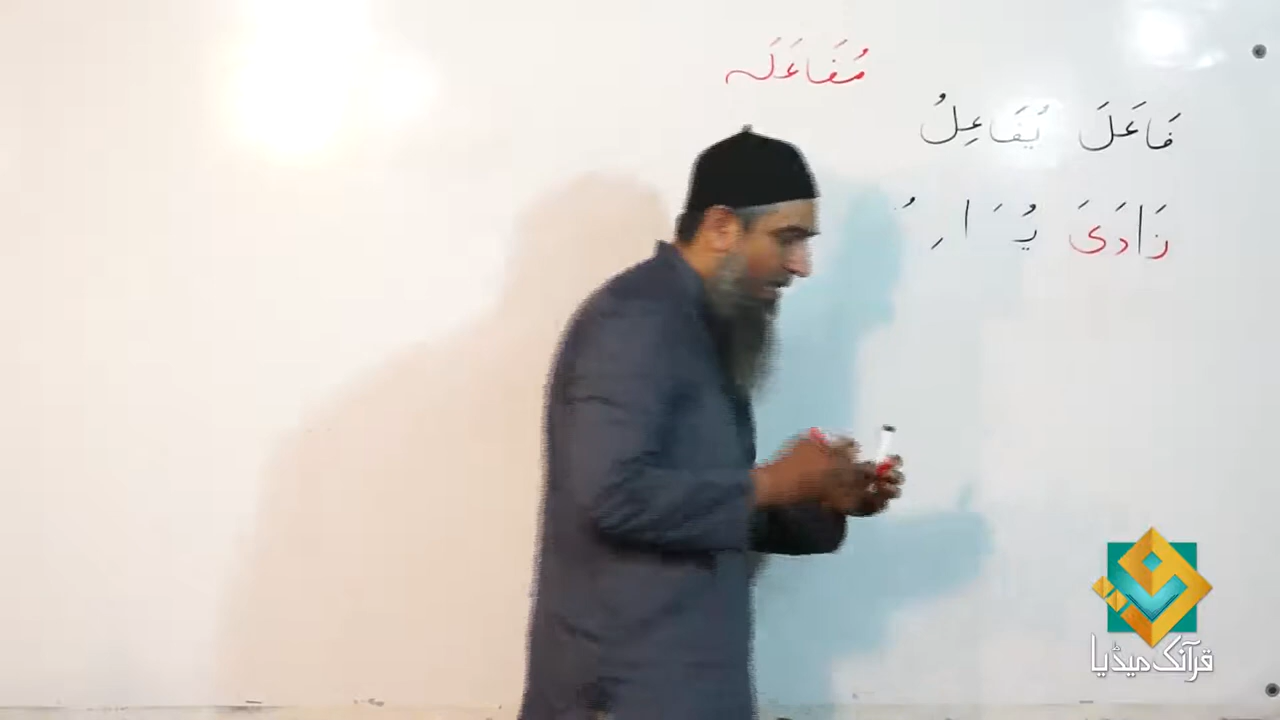 مُفَاعَلَہ
فَاعَلَ يُفَاعِلُ
زَادَىَ يُ َ ا ِ ر ُ
قرآنک میڈیا